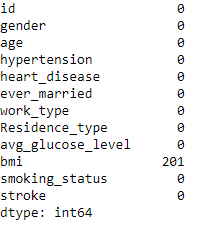 id 0
gender 0
age 0
hypertension 0
heart_disease 0
ever_married 0
work_type 0
Residence_type 0
avg_glucose_level 0
bmi 201
smoking_status 0
stroke 0
dtype: int64